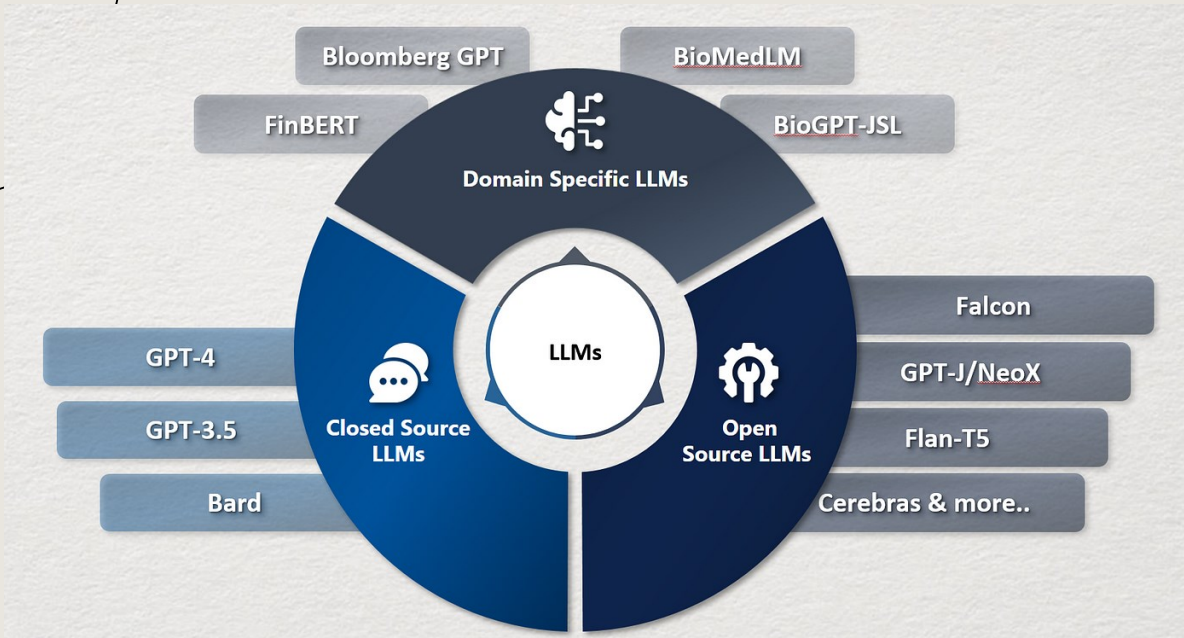 Bloomberg GPT
BioMedLM
FinBERT
BioGPT-JSL
Domain Specific LLMs
Falcon
GPT-4
LLMs
GPT-J/NeoX
GPT-3.5
Closed Source
LLMs
Open
Source LLMs
Flan-T5
Bard
Cerebras & more..